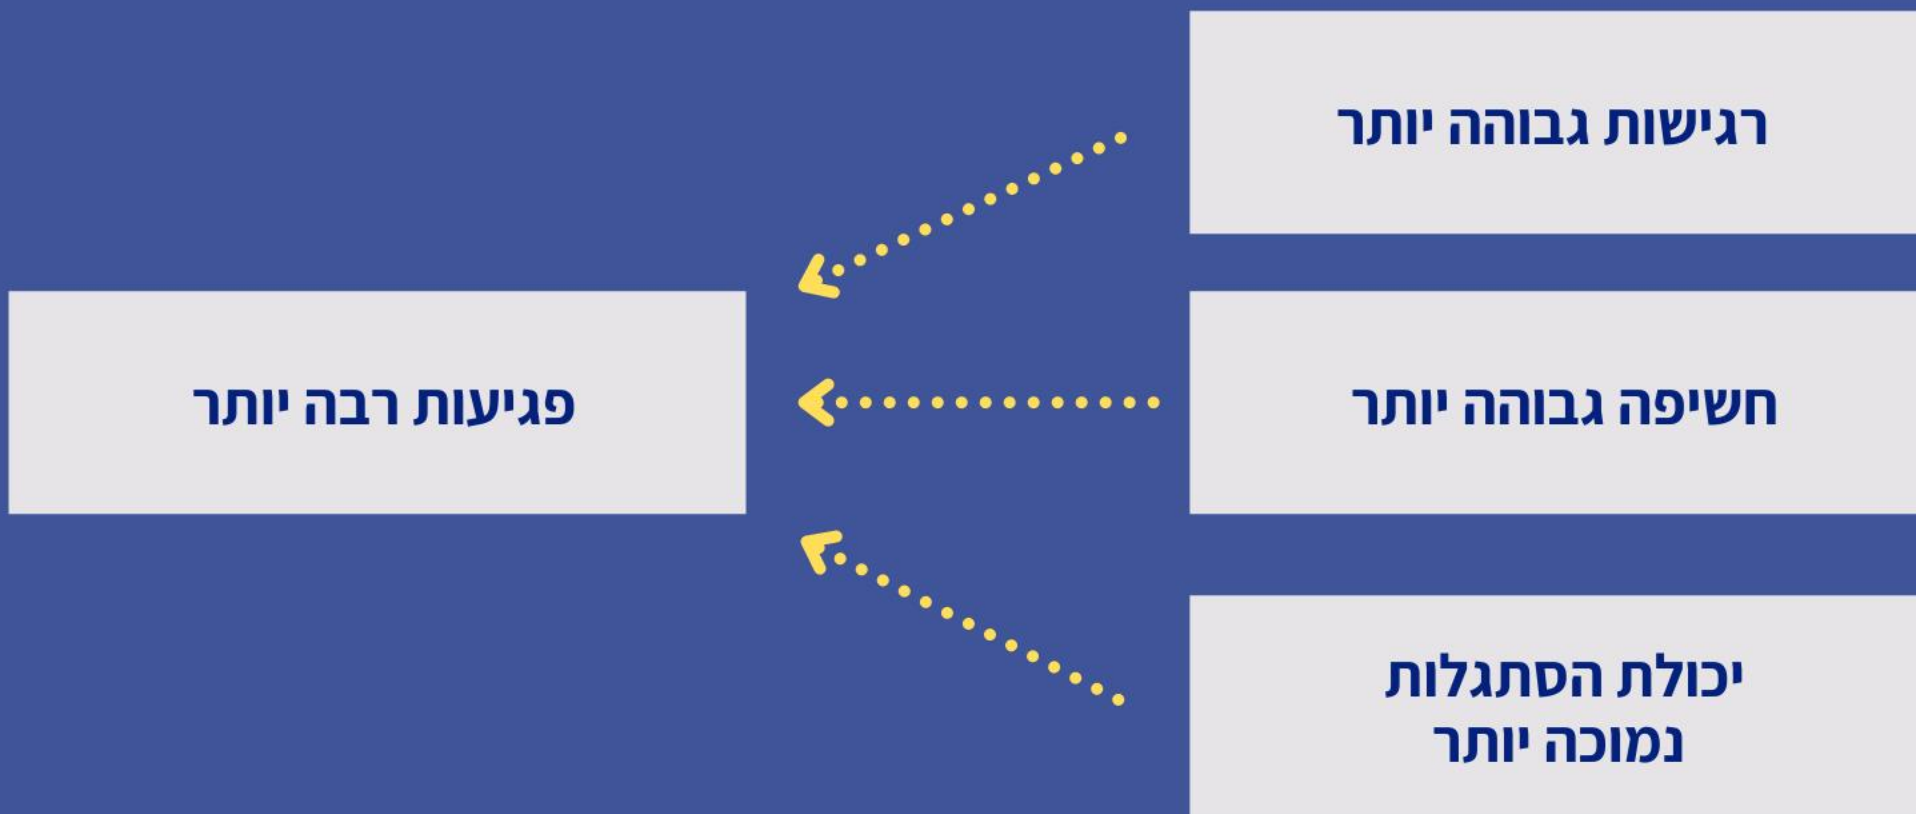 רגישות גבוהה יותר
חשיפה גבוהה יותר
פגיעות רבה יותר
יכולת הסתגלות
נמוכה יותר